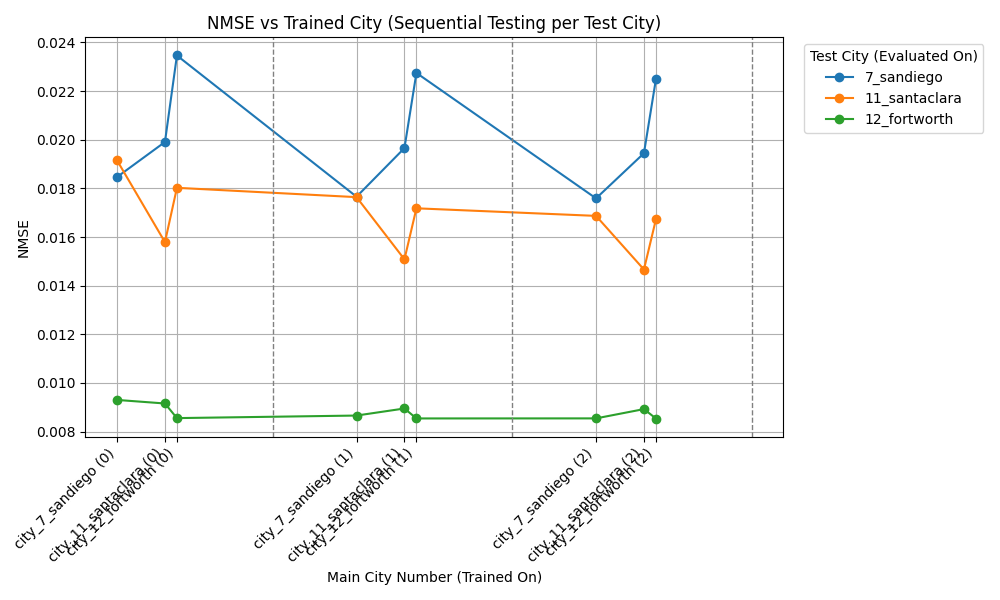 NMSE vs Trained City (Sequential Testing per Test City)
Test City (Evaluated On)
7_sandiego
11_santaclara
12_fortworth
NMSE
0.024
0.022
0.020
0.018
0.016
0.014
0.012
0.010
0.008
city_7_sandiego (0)
city_11_santaclara (0)
city_12_fortworth (0)
city_7_sandiego (1)
city_11_santaclara (1)
city_12_fortworth (1)
city_7_sandiego (2)
city_11_santaclara (2)
city_12_fortworth (2)
Main City Number (Trained On)